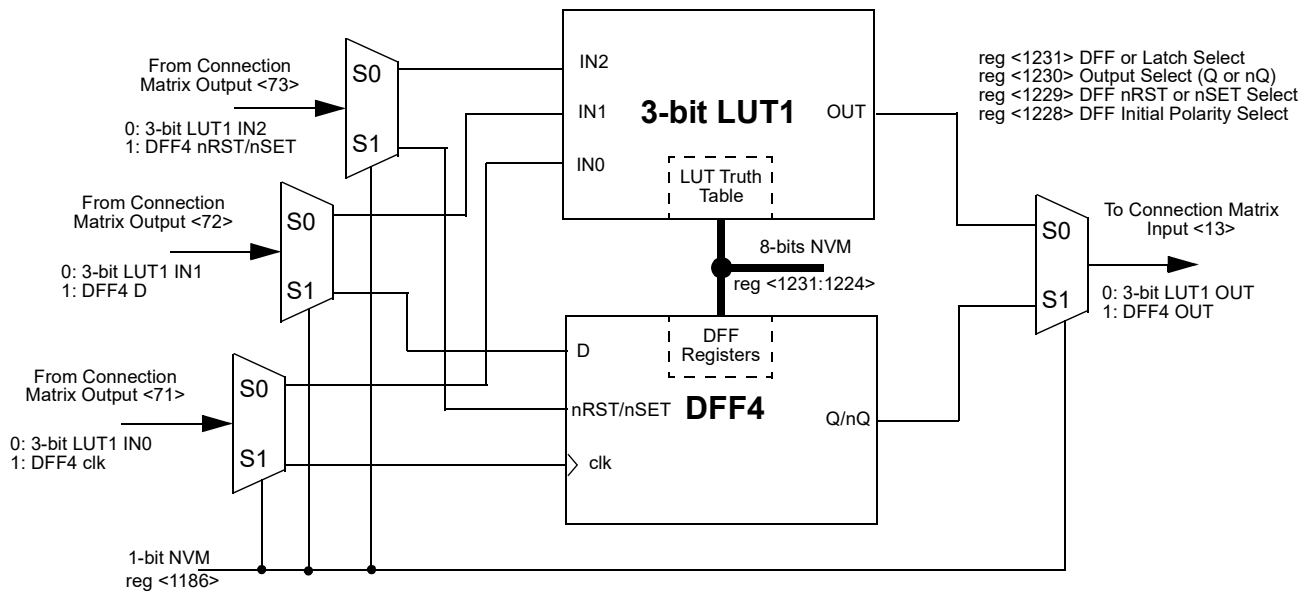 From Connection
Matrix Output <73>
0: 3-bit LUT1 IN2
1: DFF4 nRST/nSET
S0
S1
From Connection
Matrix Output <72>
0: 3-bit LUT1 IN1
1: DFF4 D
S0
S1
From Connection
Matrix Output <71>
0: 3-bit LUT1 IN0
1: DFF4 clk
S0
S1
1-bit NVM
reg <1186>
IN2
IN1
IN0
3-bit LUT1
OUT
LUT Truth
Table
8-bits NVM
reg <1231:1224>
DFF
Registers
D
nRST/nSET
DFF4
clk
Q/nQ
reg <1231> DFF or Latch Select
reg <1230> Output Select (Q or nQ)
reg <1229> DFF nRST or nSET Select
reg <1228> DFF Initial Polarity Select
S0
S1
To Connection Matrix
Input <13>
0: 3-bit LUT1 OUT
1: DFF4 OUT